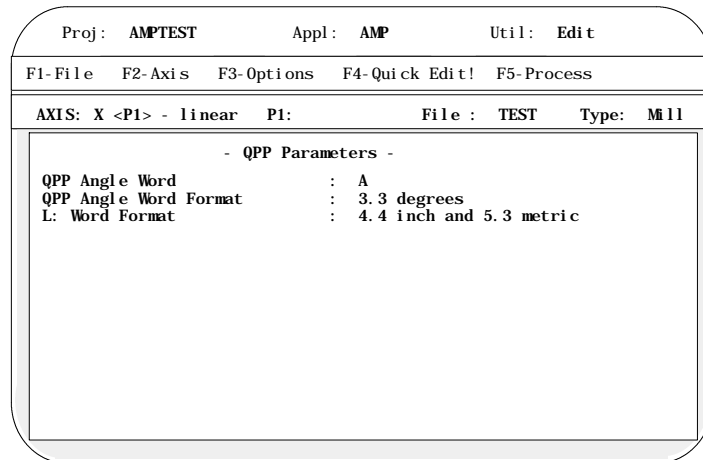 Proj: AMPTEST Appl: AMP Util: Edit
F1-File F2-Axis F3-Options F4-Quick Edit! F5-Process
AXIS: X <P1> - linear P1: File : TEST Type: Mill
- QPP Parameters -
QPP Angle Word : A
QPP Angle Word Format : 3.3 degrees
L: Word Format : 4.4 inch and 5.3 metric